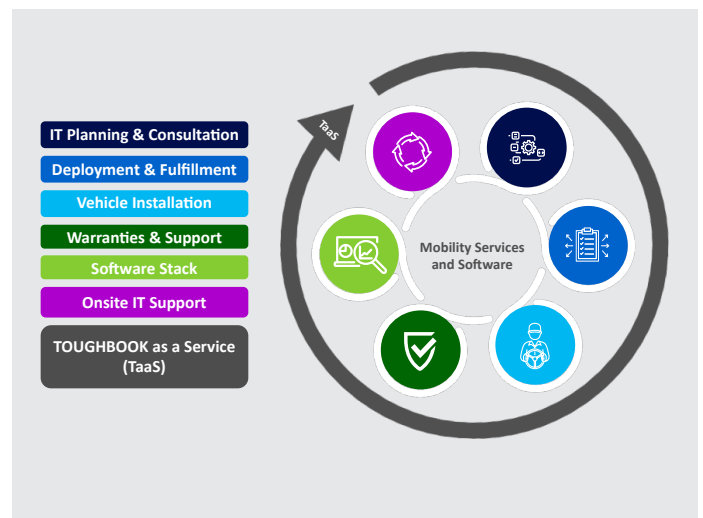 IT Planning & Consultation
Deployment & Fulfillment
Vehicle Installation
Warranties & Support
Software Stack
Onsite IT Support
TOUGHBOOK as a Service
(TaaS)
TaaS
Mobility Services
and Software